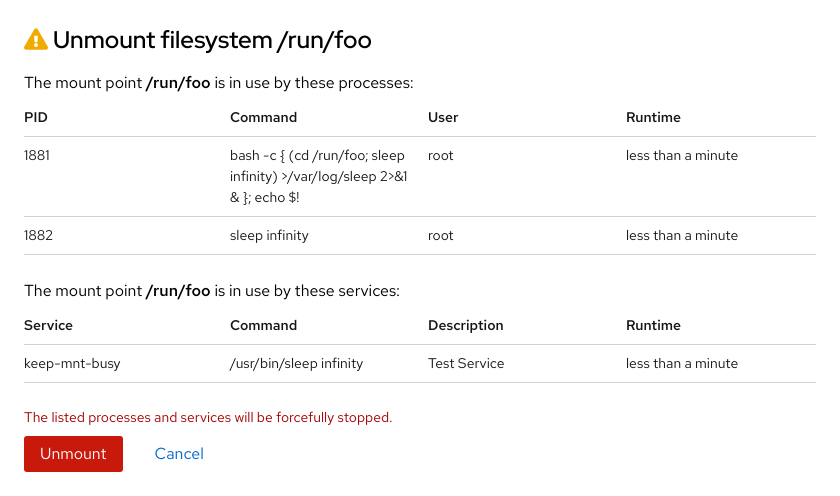 Unmount filesystem /run/foo
The mount point /run/foo is in use by these processes:
PID Command User Runtime
1881 bash -c { (cd /run/foo; sleep root less than a minute
infinity) >/var/log/sleep 2>&1
& }; echo $!
1882 sleep infinity root less than a minute
The mount point /run/foo is in use by these services:
Service Command Description Runtime
keep-mnt-busy /usr/bin/sleep infinity Test Service less than a minute
The listed processes and services will be forcefully stopped.
Unmount Cancel